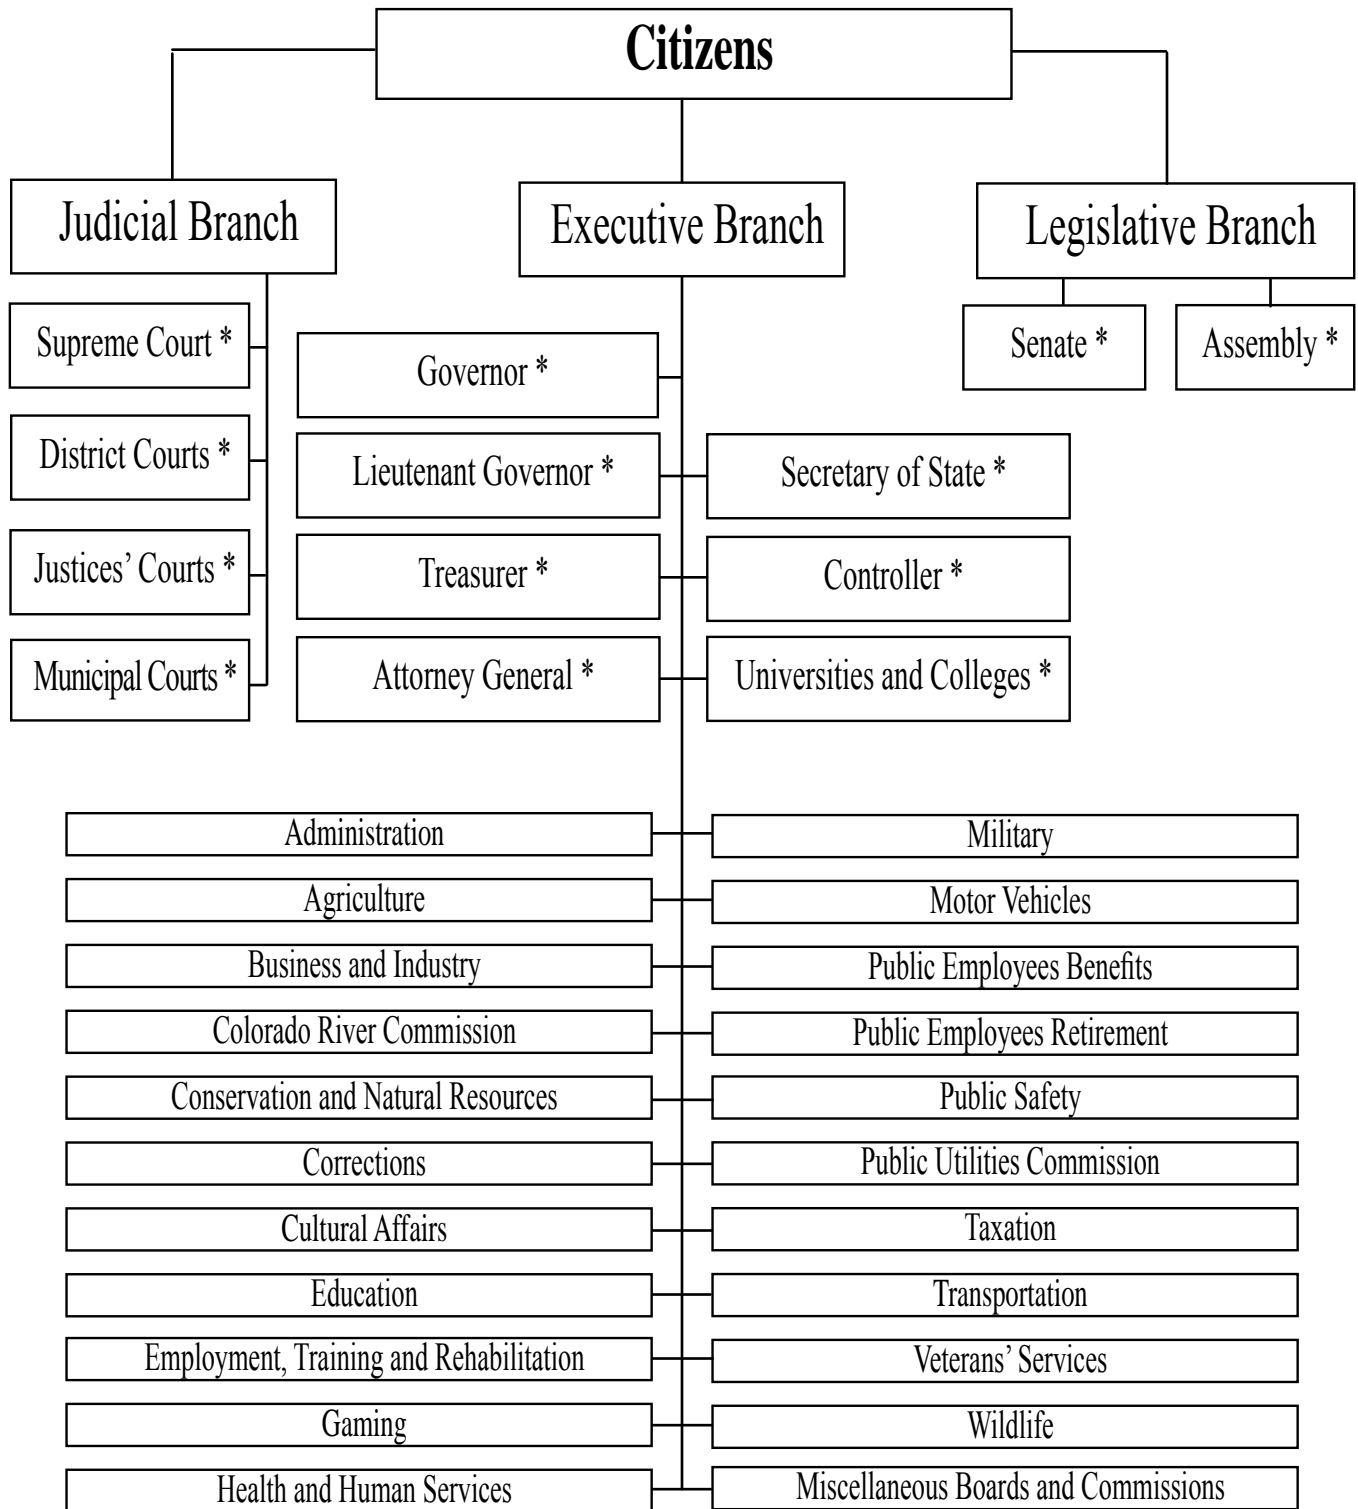 Citizens
Judicial Branch
Executive Branch
Legislative Branch
Supreme Court *
District Courts *
Justices’ Courts *
Municipal Courts *
Governor *
Lieutenant Governor *
Secretary of State *
Treasurer *
Controller *
Attorney General *
Universities and Colleges *
Senate *
Assembly *
Administration
Military
Agriculture
Motor Vehicles
Business and Industry
Public Employees Benefits
Colorado River Commission
Public Employees Retirement
Conservation and Natural Resources
Public Safety
Corrections
Public Utilities Commission
Cultural Affairs
Taxation
Education
Transportation
Employment, Training and Rehabilitation
Veterans’ Services
Gaming
Wildlife
Health and Human Services
Miscellaneous Boards and Commissions